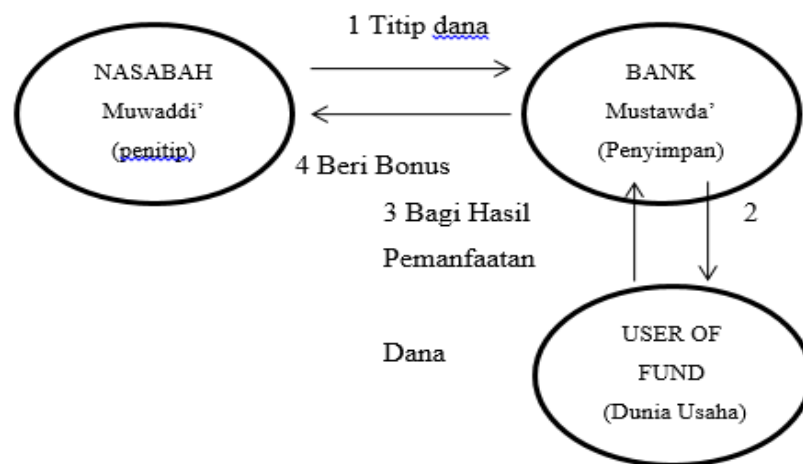 1 Titip dana
NASABAH
Muwaddi’
(penitip)
BANK
Mustawda’
(Penyimpan)
4 Beri Bonus
3 Bagi Hasil
2
Pemanfaatan
Dana
USER OF
FUND
(Dunia Usaha)